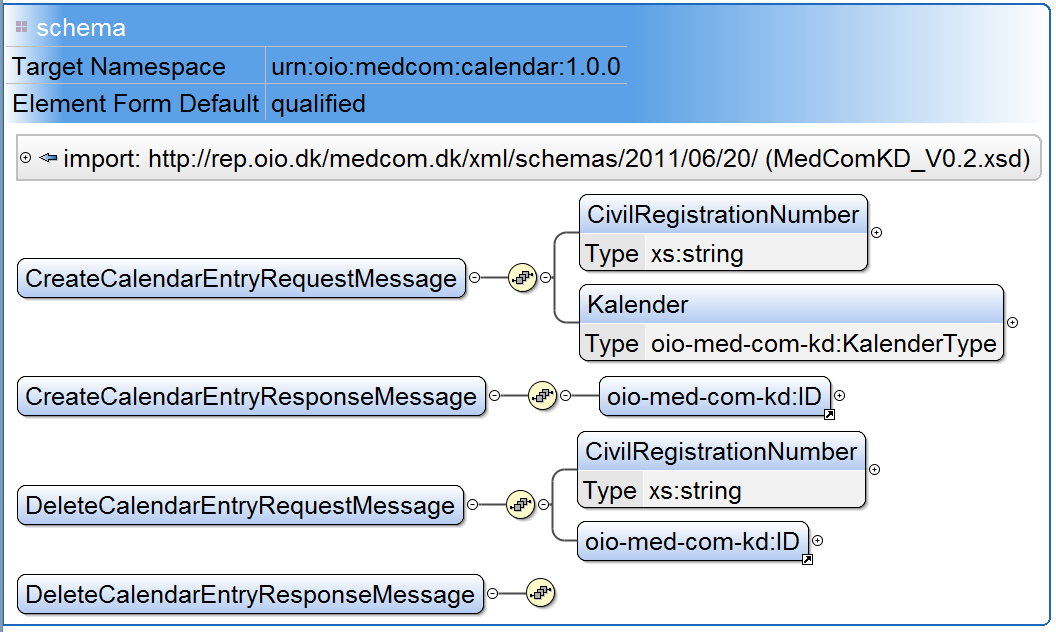 schema
Target Namespace urn:oio:medcom:calendar:1.0.0
Element Form Default qualified
import: http://rep.oio.dk/medcom.dk/xml/schemas/2011/06/20/ (MedComKD_V0.2.xsd)
CreateCalendarEntryRequestMessage
CivilRegistrationNumber
Type xs:string
Kalender
Type oio-med-com-kd:KalenderType
CreateCalendarEntryResponseMessage
oio-med-com-kd:ID
DeleteCalendarEntryRequestMessage
CivilRegistrationNumber
Type xs:string
oio-med-com-kd:ID
DeleteCalendarEntryResponseMessage